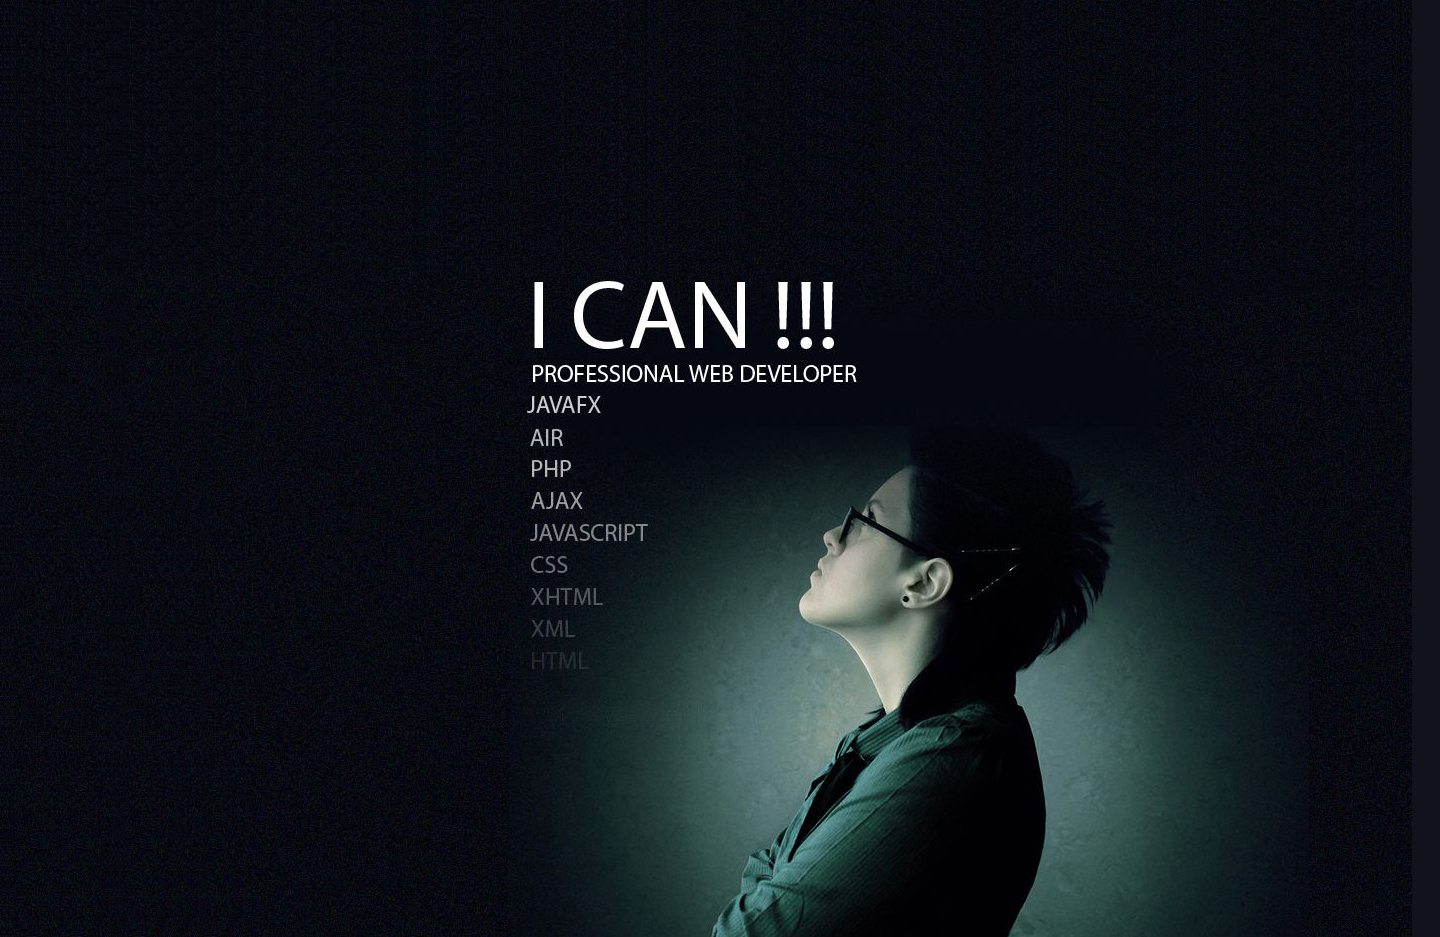 I CAN !!!
PROFESSIONAL WEB DEVELOPER
JAVAFX
AIR
PHP
AJAX
JAVASCRIPT
CSS
XHTML
XML
HTML